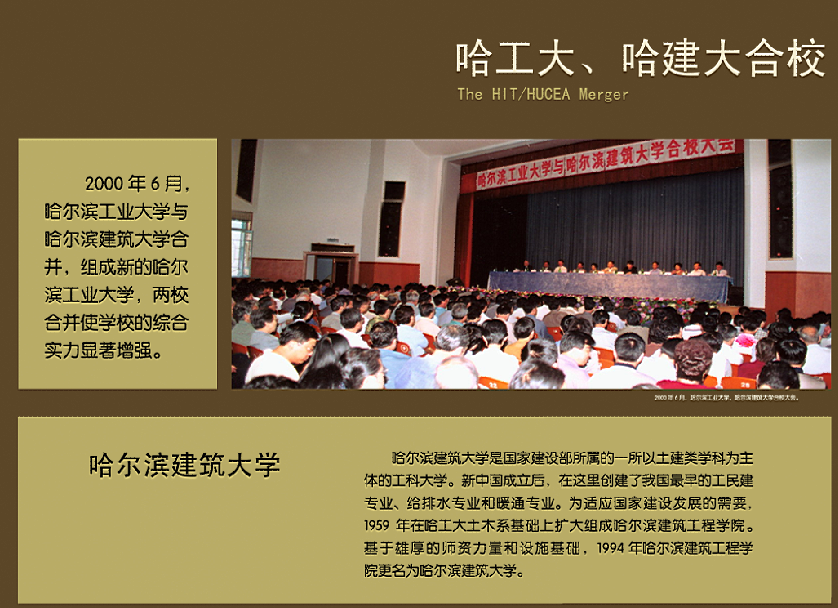 哈工大、哈建大合校
The HIT/HUCEA Merger
2000 年 6 月,
哈尔滨工业大学与
哈尔滨建筑大学合
并，组成新的哈尔
滨工业大学，两校
合并使学校的综合
实力显著增强。
哈尔滨工业大学与哈尔滨建筑大学合校大会
2000 年 6 月，哈尔滨工业大学、哈尔滨建筑大学合校大会。
哈尔滨建筑大学
哈尔滨建筑大学是国家建设部所属的一所以土建类学科为主
体的工科大学。新中国成立后，在这里创建了我国最早的工民建
专业、给排水专业和暖通专业。为适应国家建设发展的需要，
1959 年在哈工大土木系基础上扩大组成哈尔滨建筑工程学院。
基于雄厚的师资力量和设施基础，1994 年哈尔滨建筑工程学
院更名为哈尔滨建筑大学。